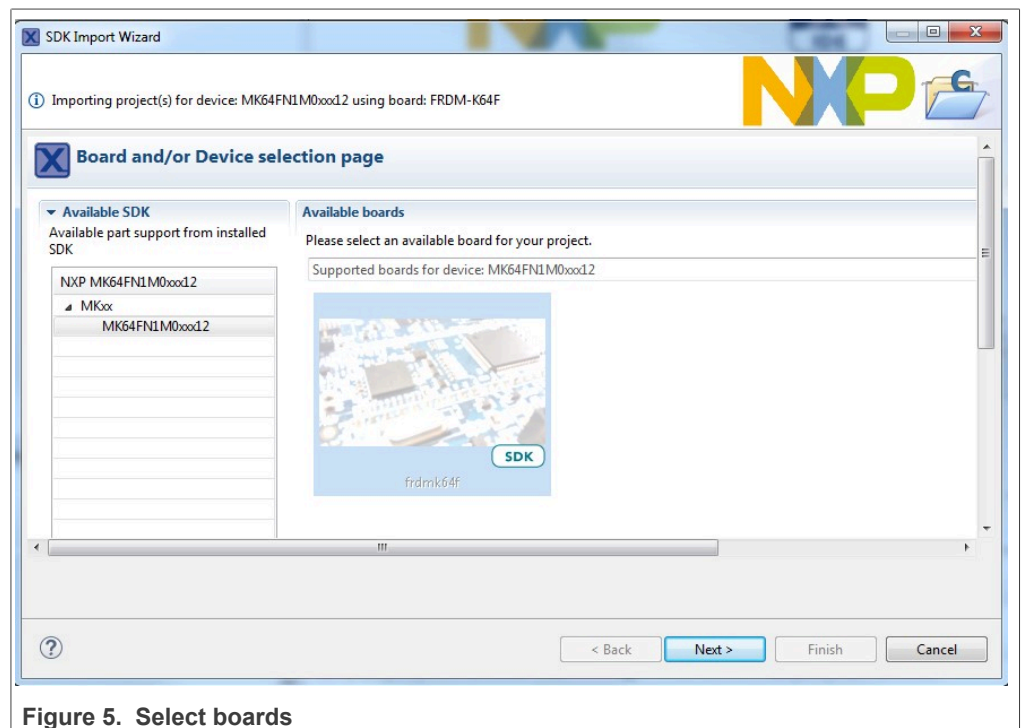 SDK Import Wizard
Importing project(s) for device: MK64FN1M0xxx12 using board: FRDM-K64F
NXP
C
Board and/or Device selection page
Available SDK
Available part support from installed
SDK
NXP MK64FN1M0xxx12
MKxx
MK64FN1M0xxx12
Available boards
Please select an available board for your project.
Supported boards for device: MK64FN1M0xxx12
SDK
frdmk64f
< Back
Next >
Finish
Cancel
Figure 5. Select boards